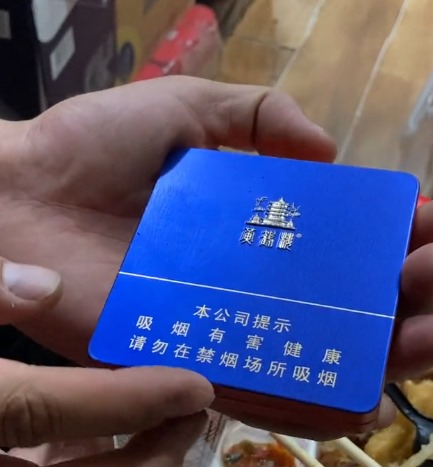 黄鹤楼®
本公司提示
吸烟有害健康
请勿在禁烟场所吸烟